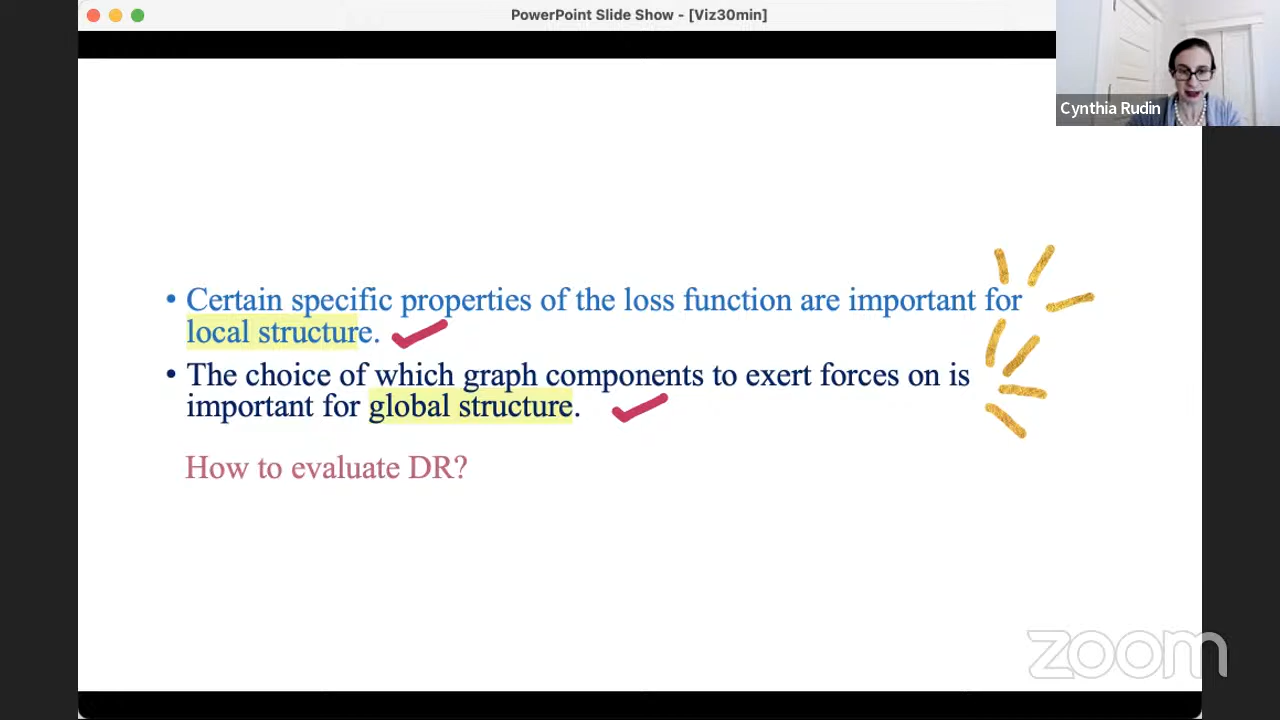 PowerPoint Slide Show - [Viz30min]
Cynthia Rudin
• Certain specific properties of the loss function are important for
local structure.
• The choice of which graph components to exert forces on is
important for global structure.
How to evaluate DR?
zoom